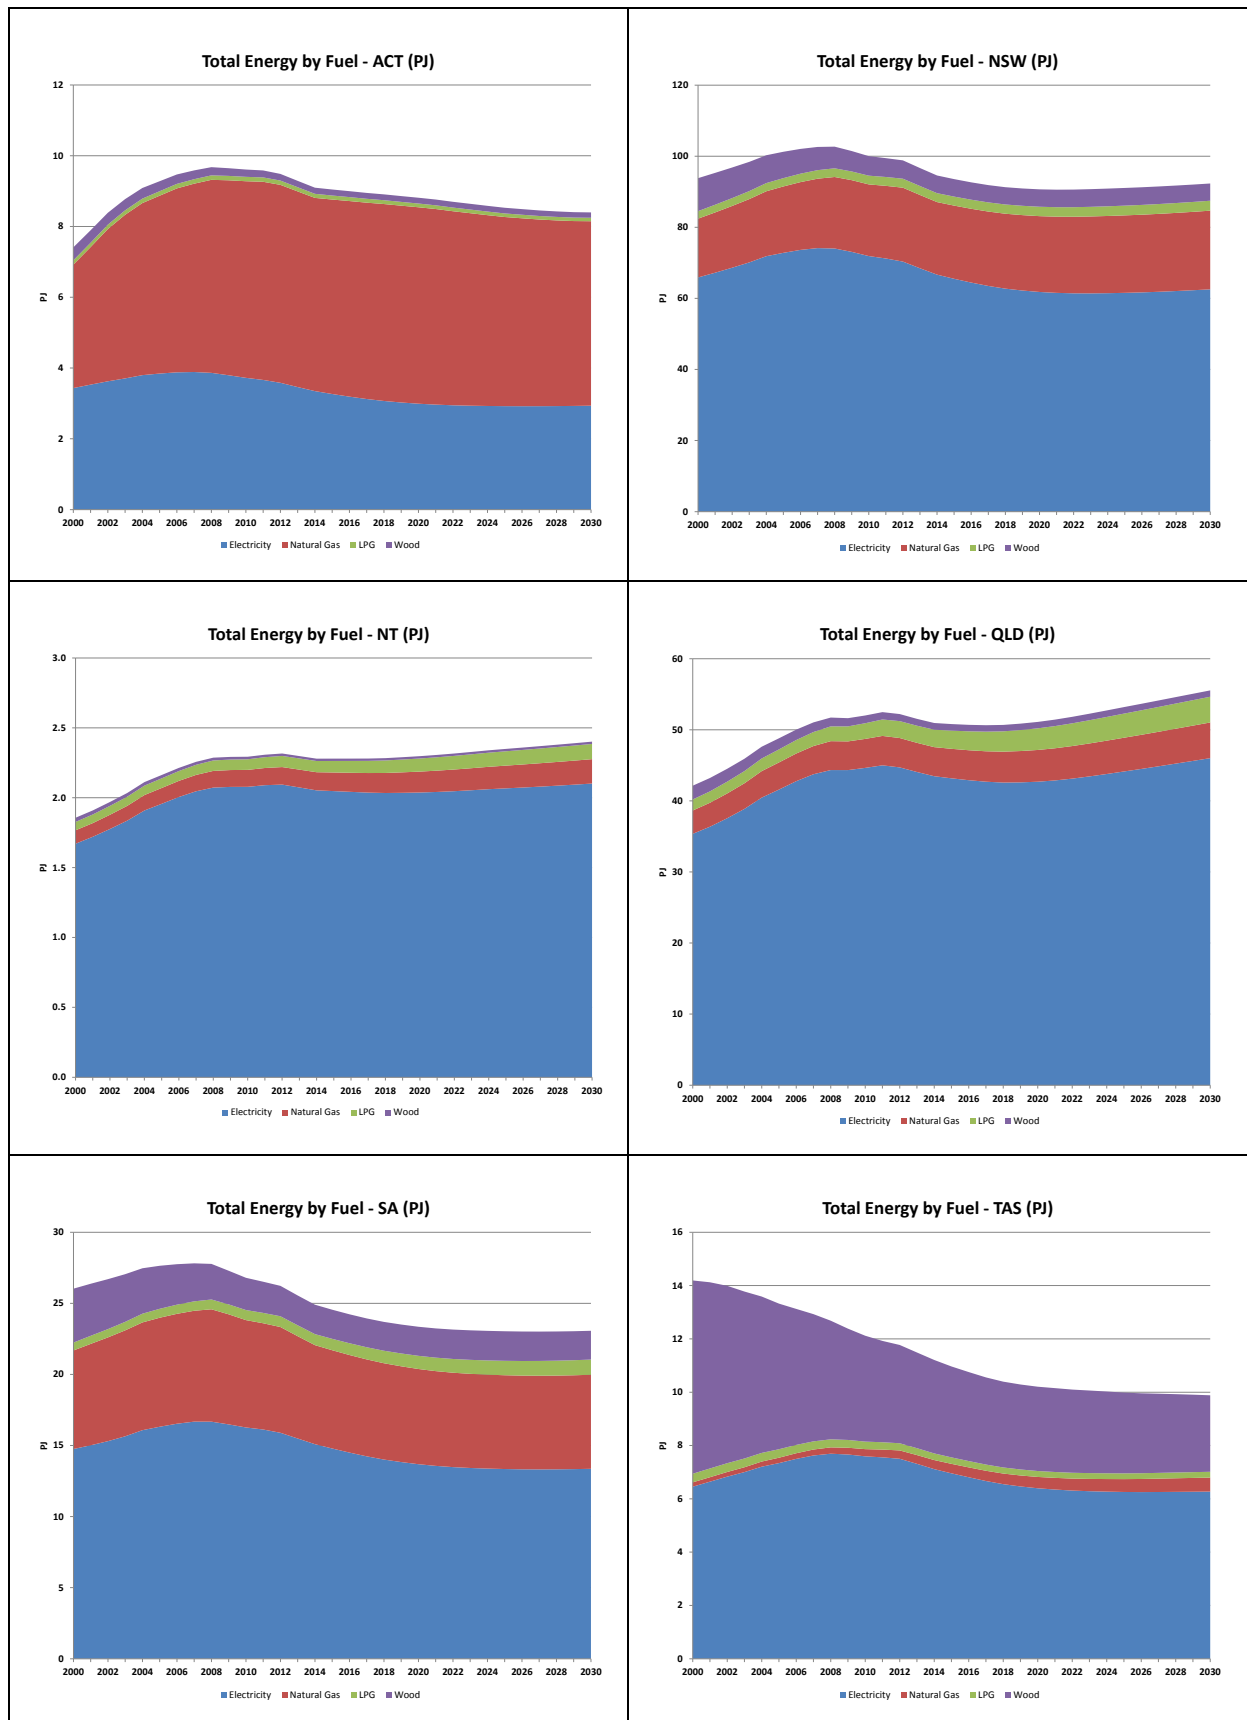 Total Energy by Fuel - ACT (PJ)
12
10
8
6
4
2
0
PJ
2000 2002 2004 2006 2008 2010 2012 2014 2016 2018 2020 2022 2024 2026 2028 2030
Electricity Natural Gas LPG Wood
Total Energy by Fuel - NSW (PJ)
120
100
80
60
40
20
0
PJ
2000 2002 2004 2006 2008 2010 2012 2014 2016 2018 2020 2022 2024 2026 2028 2030
Electricity Natural Gas LPG Wood
Total Energy by Fuel - NT (PJ)
3.0
2.5
2.0
1.5
1.0
0.5
0.0
PJ
2000 2002 2004 2006 2008 2010 2012 2014 2016 2018 2020 2022 2024 2026 2028 2030
Electricity Natural Gas LPG Wood
Total Energy by Fuel - QLD (PJ)
60
50
40
30
20
10
0
PJ
2000 2002 2004 2006 2008 2010 2012 2014 2016 2018 2020 2022 2024 2026 2028 2030
Electricity Natural Gas LPG Wood
Total Energy by Fuel - SA (PJ)
30
25
20
15
10
5
0
PJ
2000 2002 2004 2006 2008 2010 2012 2014 2016 2018 2020 2022 2024 2026 2028 2030
Electricity Natural Gas LPG Wood
Total Energy by Fuel - TAS (PJ)
16
14
12
10
8
6
4
2
0
PJ
2000 2002 2004 2006 2008 2010 2012 2014 2016 2018 2020 2022 2024 2026 2028 2030
Electricity Natural Gas LPG Wood